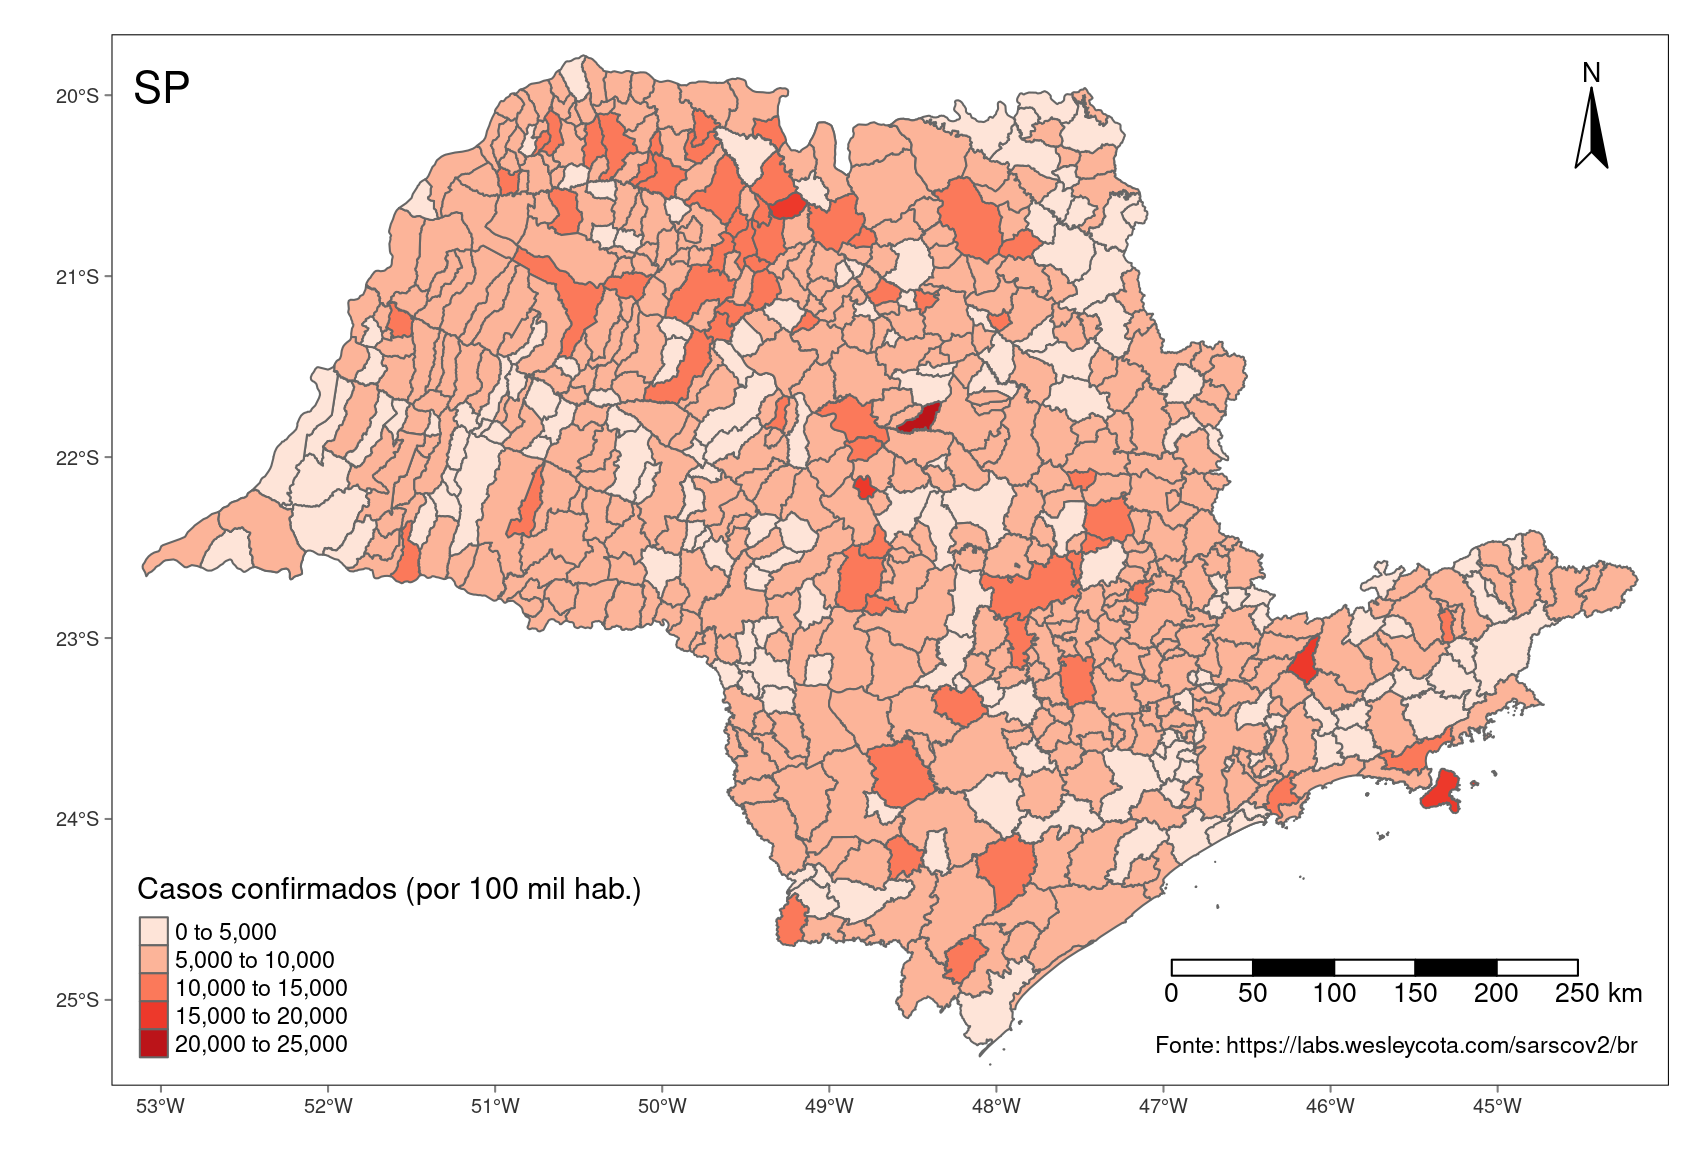 SP
N
20°S
21°S
22°S
23°S
24°S
25°S
Casos confirmados (por 100 mil hab.)
0 to 5,000
5,000 to 10,000
10,000 to 15,000
15,000 to 20,000
20,000 to 25,000
0 50 100 150 200 250 km
Fonte: https://labs.wesleycota.com/sarscov2/br
53°W 52°W 51°W 50°W 49°W 48°W 47°W 46°W 45°W